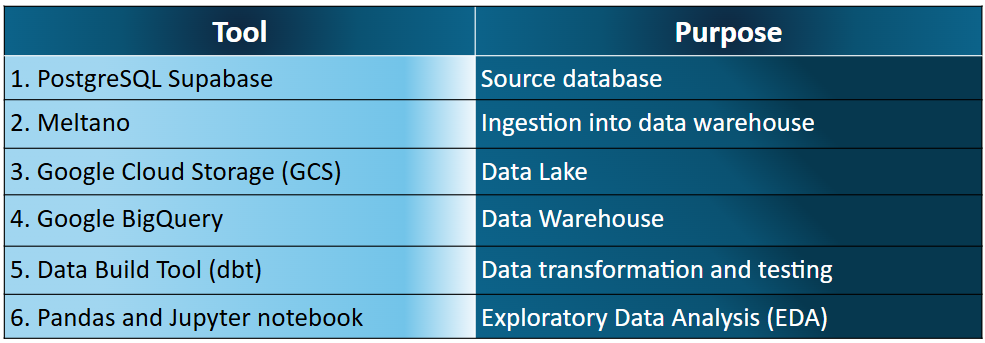 Tool Purpose
1. PostgreSQL Supabase Source database
2. Meltano Ingestion into data warehouse
3. Google Cloud Storage (GCS) Data Lake
4. Google BigQuery Data Warehouse
5. Data Build Tool (dbt) Data transformation and testing
6. Pandas and Jupyter notebook Exploratory Data Analysis (EDA)